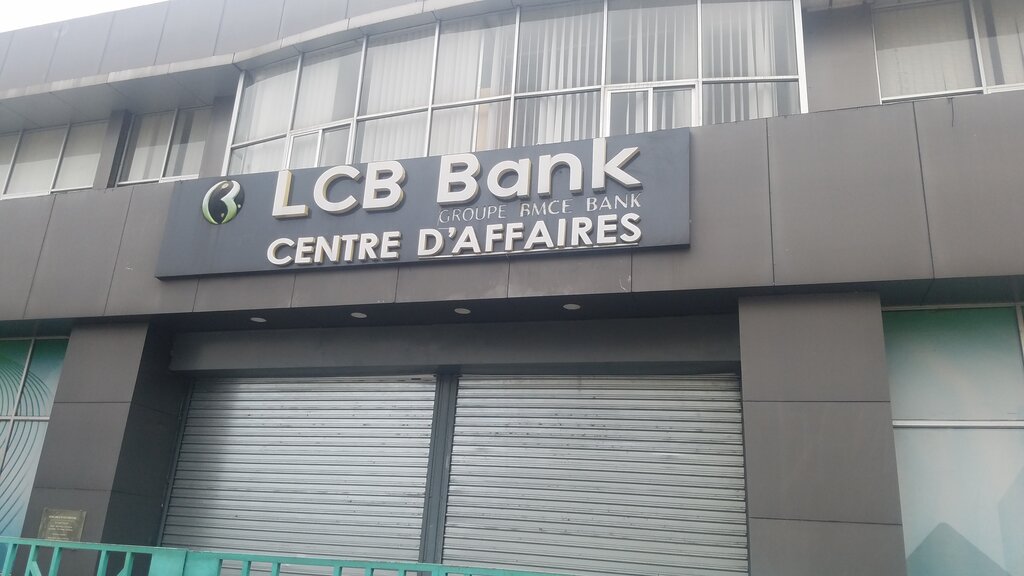 LCB Bank
GROUPE BMCE BANK
CENTRE D'AFFAIRES